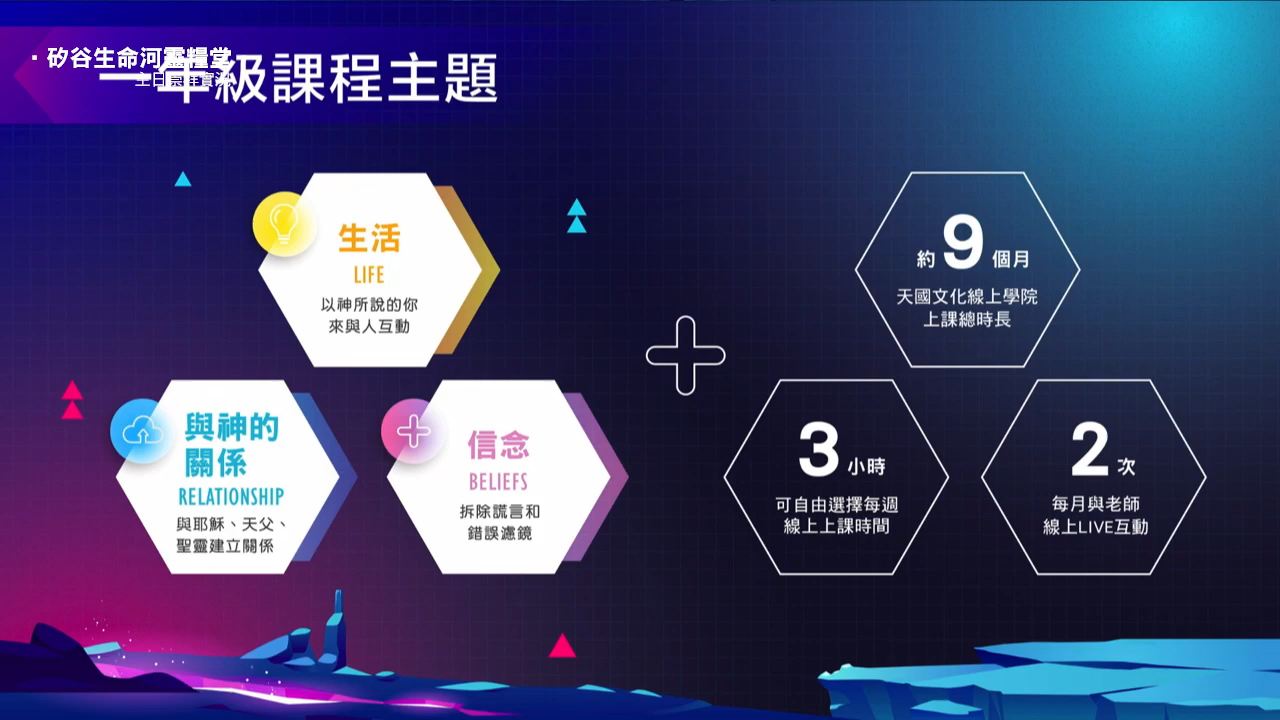 · 矽谷生命河靈糧堂
一年級課程主題
生活
LIFE
以神所說的你
來與人互動
與神的
關係
RELATIONSHIP
與耶穌、天父、
聖靈建立關係
信念
BELIEFS
拆除謊言和
錯誤濾鏡
約 9 個月
天國文化線上學院
上課總時長
3 小時
可自由選擇每週
線上上課時間
2 次
每月與老師
線上LIVE互動